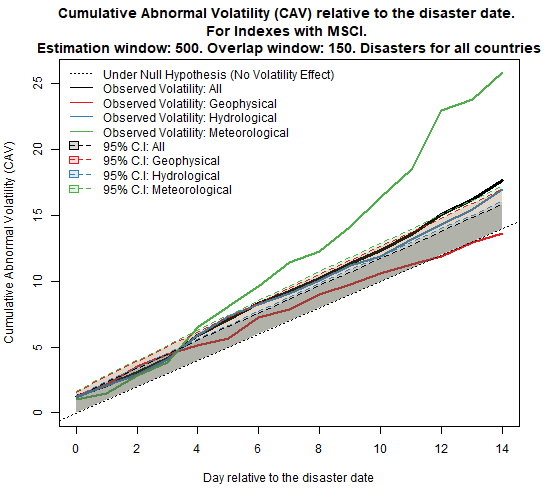 Cumulative Abnormal Volatility (CAV) relative to the disaster date.
For Indexes with MSCI.
Estimation window: 500. Overlap window: 150. Disasters for all countries
Under Null Hypothesis (No Volatility Effect)
Observed Volatility: All
Observed Volatility: Geophysical
Observed Volatility: Hydrological
Observed Volatility: Meteorological
95% C.I: All
95% C.I: Geophysical
95% C.I: Hydrological
95% C.I: Meteorological
Cumulative Abnormal Volatility (CAV)
25
20
15
10
5
0
0 2 4 6 8 10 12 14
Day relative to the disaster date